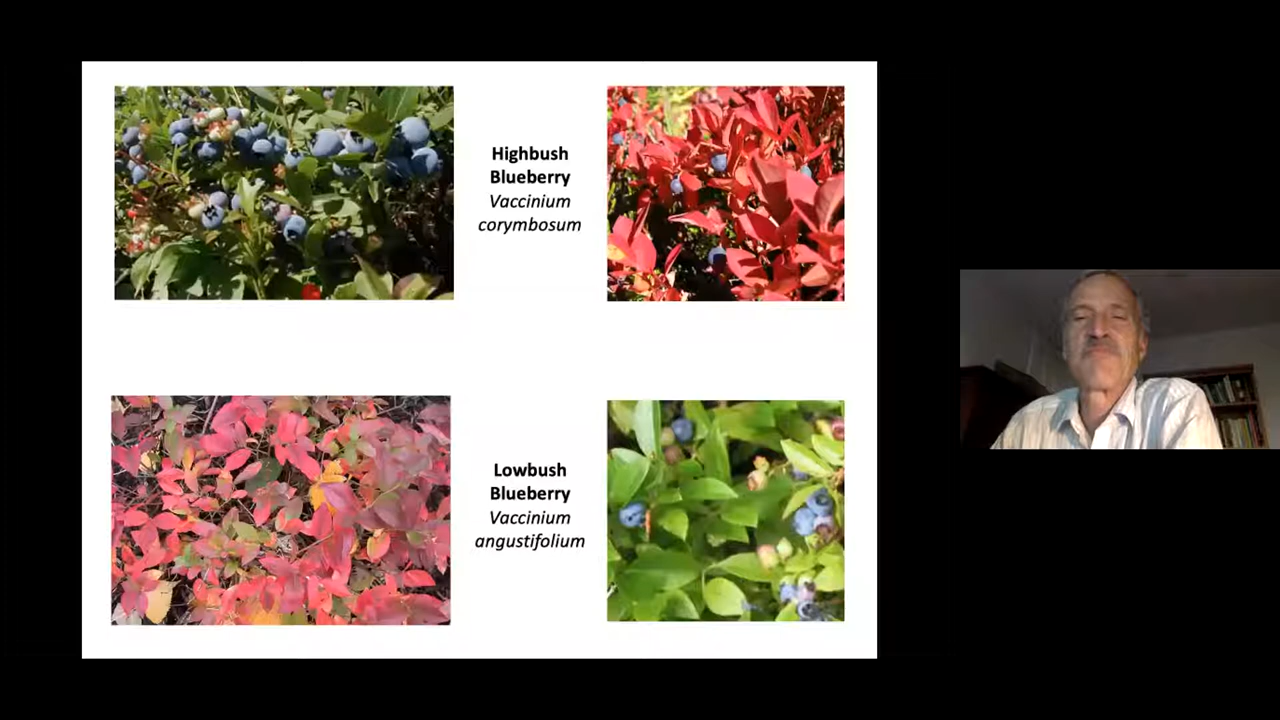 Highbush
Blueberry
Vaccinium
corymbosum
Lowbush
Blueberry
Vaccinium
angustifolium